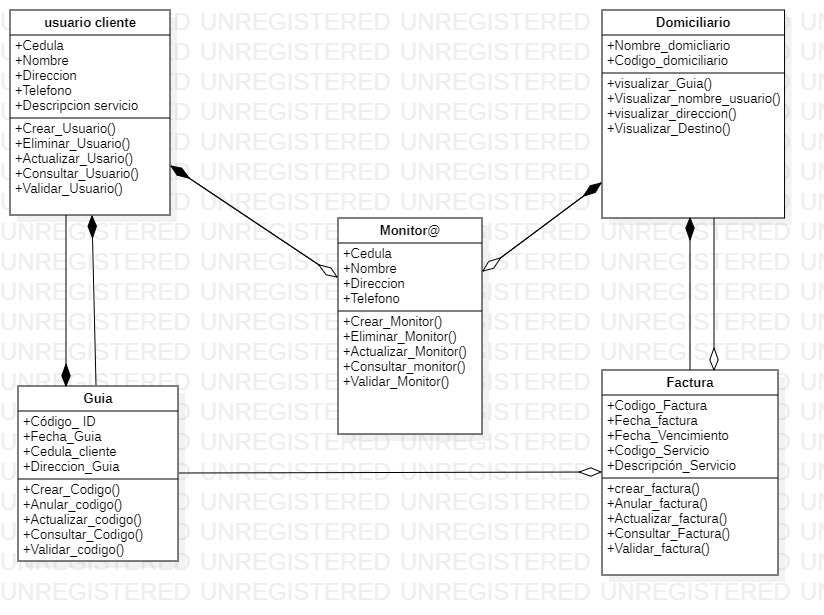 usuario cliente
+Cedula
+Nombre
+Direccion
+Telefono
+Descripcion servicio
+Crear_Usuario()
+Eliminar_Usuario()
+Actualizar_Usario()
+Consultar_Usuario()
+Validar_Usuario()
Domiciliario
+Nombre_domicliario
+Codigo_domiciliario
+visualizar_Guia()
+Visualizar_nombre_usuario()
+visualizar_direccion()
+Visualizar_Destino()
Monitor@
+Cedula
+Nombre
+Direccion
+Telefono
+Crear_Monitor()
+Eliminar_Monitor()
+Actualizar_Monitor()
+Consultar_monitor()
+Validar_Monitor()
Guia
+Código_ ID
+Fecha_Guia
+Cedula_cliente
+Direccion_Guia
+Crear_Codigo()
+Anular_codigo()
+Actualizar_codigo()
+Consultar_Codigo()
+Validar_codigo()
Factura
+Codigo_Factura
+Fecha_factura
+Fecha_Vencimiento
+Codigo_Servicio
+Descripción_Servicio
+crear_factura()
+Anular_factura()
+Actualizar_factura()
+Consultar_Factura()
+Validar_factura()
UNREGISTERED